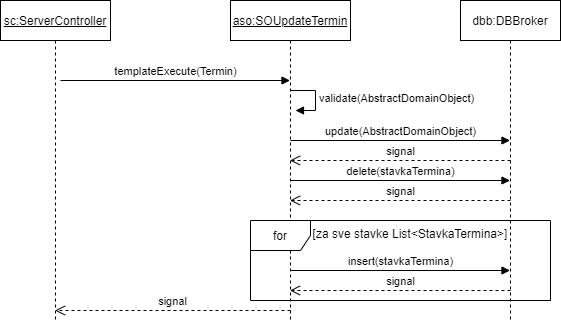 sc:ServerController
aso:SOUpdateTermin
dbb:DBBroker
templateExecute(Termin)
validate(AbstractDomainObject)
update(AbstractDomainObject)
signal
delete(stavkaTermina)
signal
for
[za sve stavke List<StavkaTermina>]
insert(stavkaTermina)
signal
signal